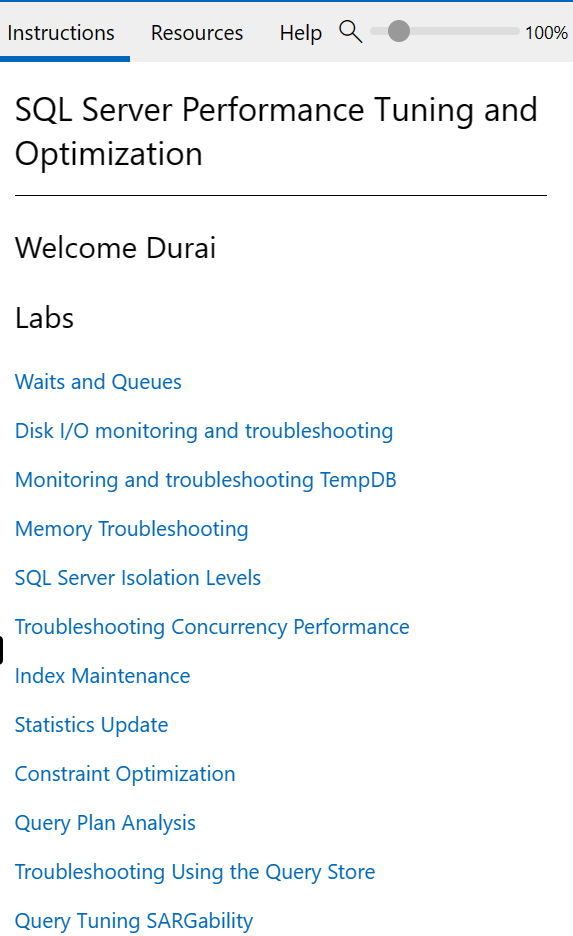 Instructions Resources Help 100%
SQL Server Performance Tuning and
Optimization
Welcome Durai
Labs
Waits and Queues
Disk I/O monitoring and troubleshooting
Monitoring and troubleshooting TempDB
Memory Troubleshooting
SQL Server Isolation Levels
Troubleshooting Concurrency Performance
Index Maintenance
Statistics Update
Constraint Optimization
Query Plan Analysis
Troubleshooting Using the Query Store
Query Tuning SARGability